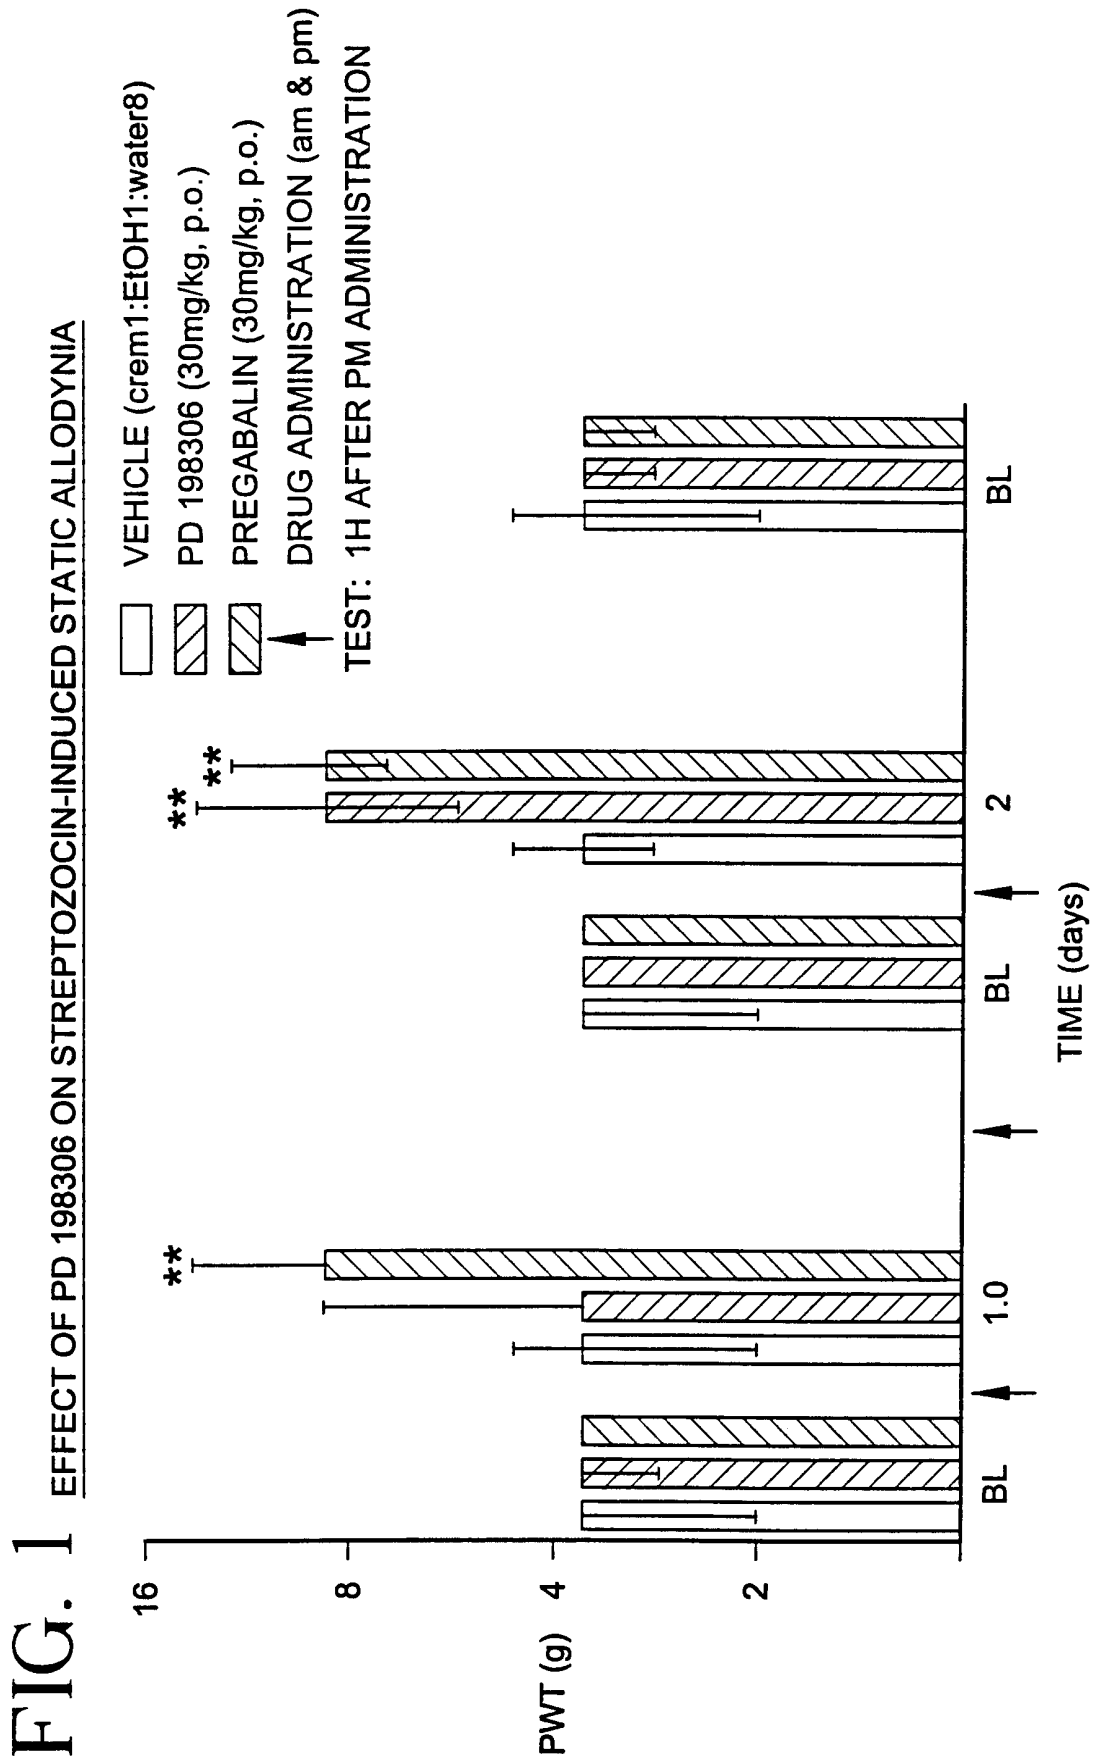 FIG. 1
EFFECT OF PD 198306 ON STREPTOZOCIN-INDUCED STATIC ALLODYNIA
VEHICLE (crem1:EtOH1:water8)
PD 198306 (30mg/kg, p.o.)
PREGABALIN (30mg/kg, p.o.)
DRUG ADMINISTRATION (am & pm)
TEST: 1H AFTER PM ADMINISTRATION
**
**
**
16
8
4
2
PWT (g)
BL
1.0
BL
2
BL
TIME (days)